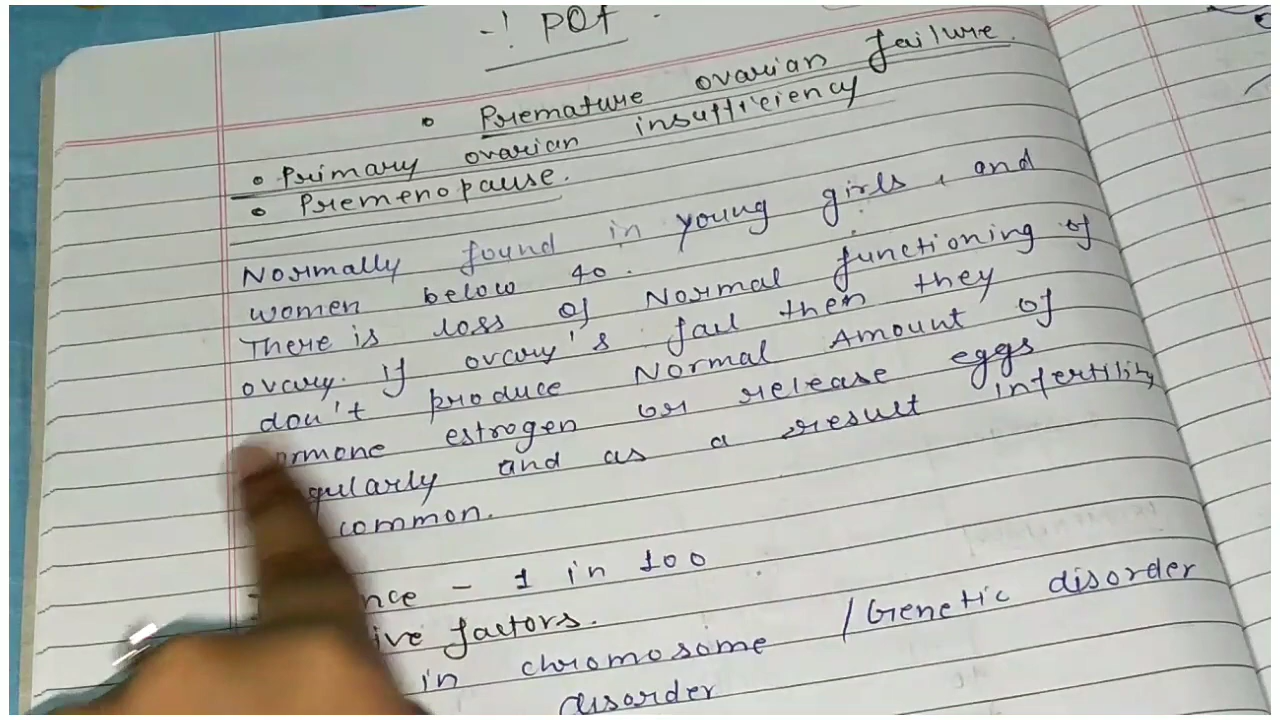 -! POF.
• Premature ovarian failure.
• Primary ovarian insufficiency
• Premenopause.
Normally found in young girls, and
women below 40.
There is loss of Normal functioning of
ovary. If ovary's fail then they
don't produce Normal Amount of
ormone estrogen or release eggs
gularly and as a result infertility
common.
nce - 1 in 100
ive factors.
in chromosome / Genetic disorder
disorder